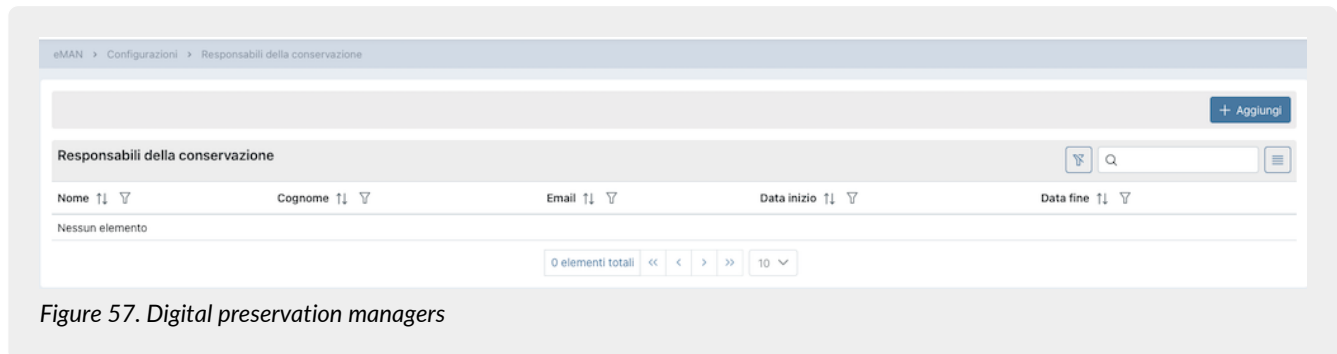 eMAN > Configurazioni > Responsabili della conservazione
+ Aggiungi
Responsabili della conservazione
Nome Cognome Email Data inizio Data fine
Nessun elemento
0 elementi totali << < > >> 10
Figure 57. Digital preservation managers